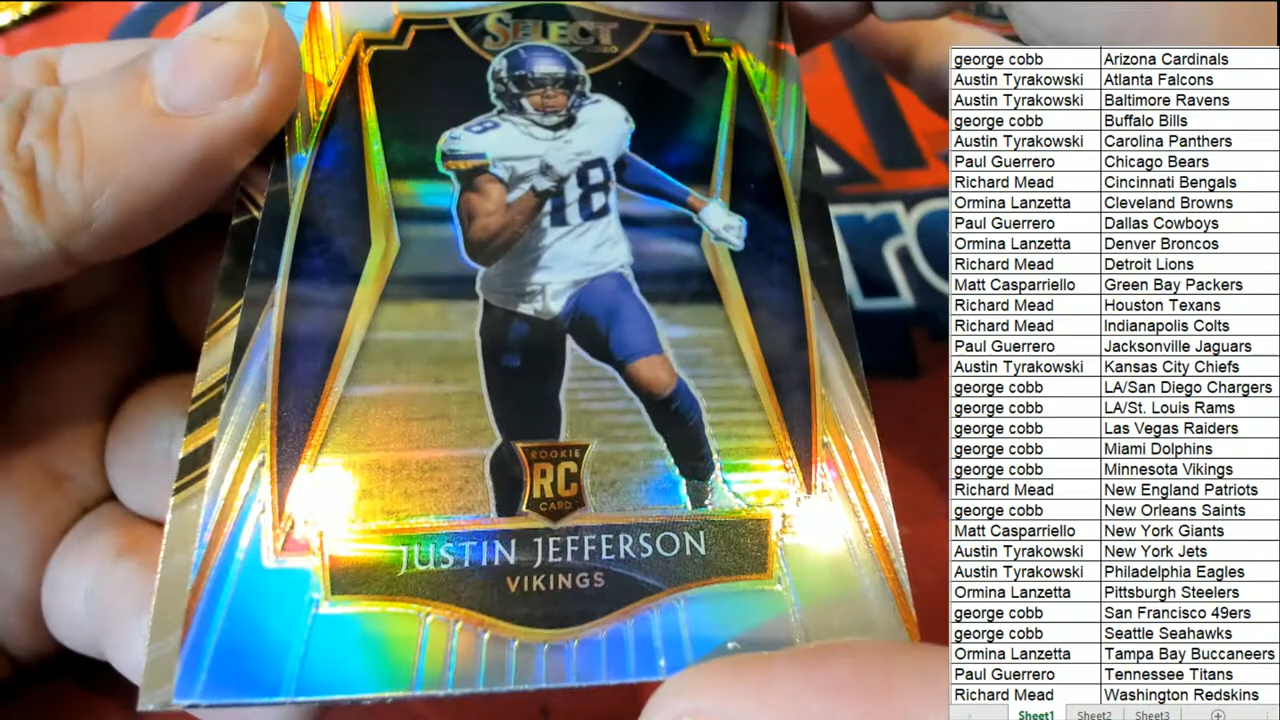 SELECT
2020
18
18
ROOKIE
RC
CARD
JUSTIN JEFFERSON
VIKINGS
george cobb Arizona Cardinals
Austin Tyrakowski Atlanta Falcons
Austin Tyrakowski Baltimore Ravens
george cobb Buffalo Bills
Austin Tyrakowski Carolina Panthers
Paul Guerrero Chicago Bears
Richard Mead Cincinnati Bengals
Ormina Lanzetta Cleveland Browns
Paul Guerrero Dallas Cowboys
Ormina Lanzetta Denver Broncos
Richard Mead Detroit Lions
Matt Casparriello Green Bay Packers
Richard Mead Houston Texans
Richard Mead Indianapolis Colts
Paul Guerrero Jacksonville Jaguars
Austin Tyrakowski Kansas City Chiefs
george cobb LA/San Diego Chargers
george cobb LA/St. Louis Rams
george cobb Las Vegas Raiders
george cobb Miami Dolphins
george cobb Minnesota Vikings
Richard Mead New England Patriots
george cobb New Orleans Saints
Matt Casparriello New York Giants
Austin Tyrakowski New York Jets
Austin Tyrakowski Philadelphia Eagles
Ormina Lanzetta Pittsburgh Steelers
george cobb San Francisco 49ers
george cobb Seattle Seahawks
Ormina Lanzetta Tampa Bay Buccaneers
Paul Guerrero Tennessee Titans
Richard Mead Washington Redskins
Sheet1 Sheet2 Sheet3